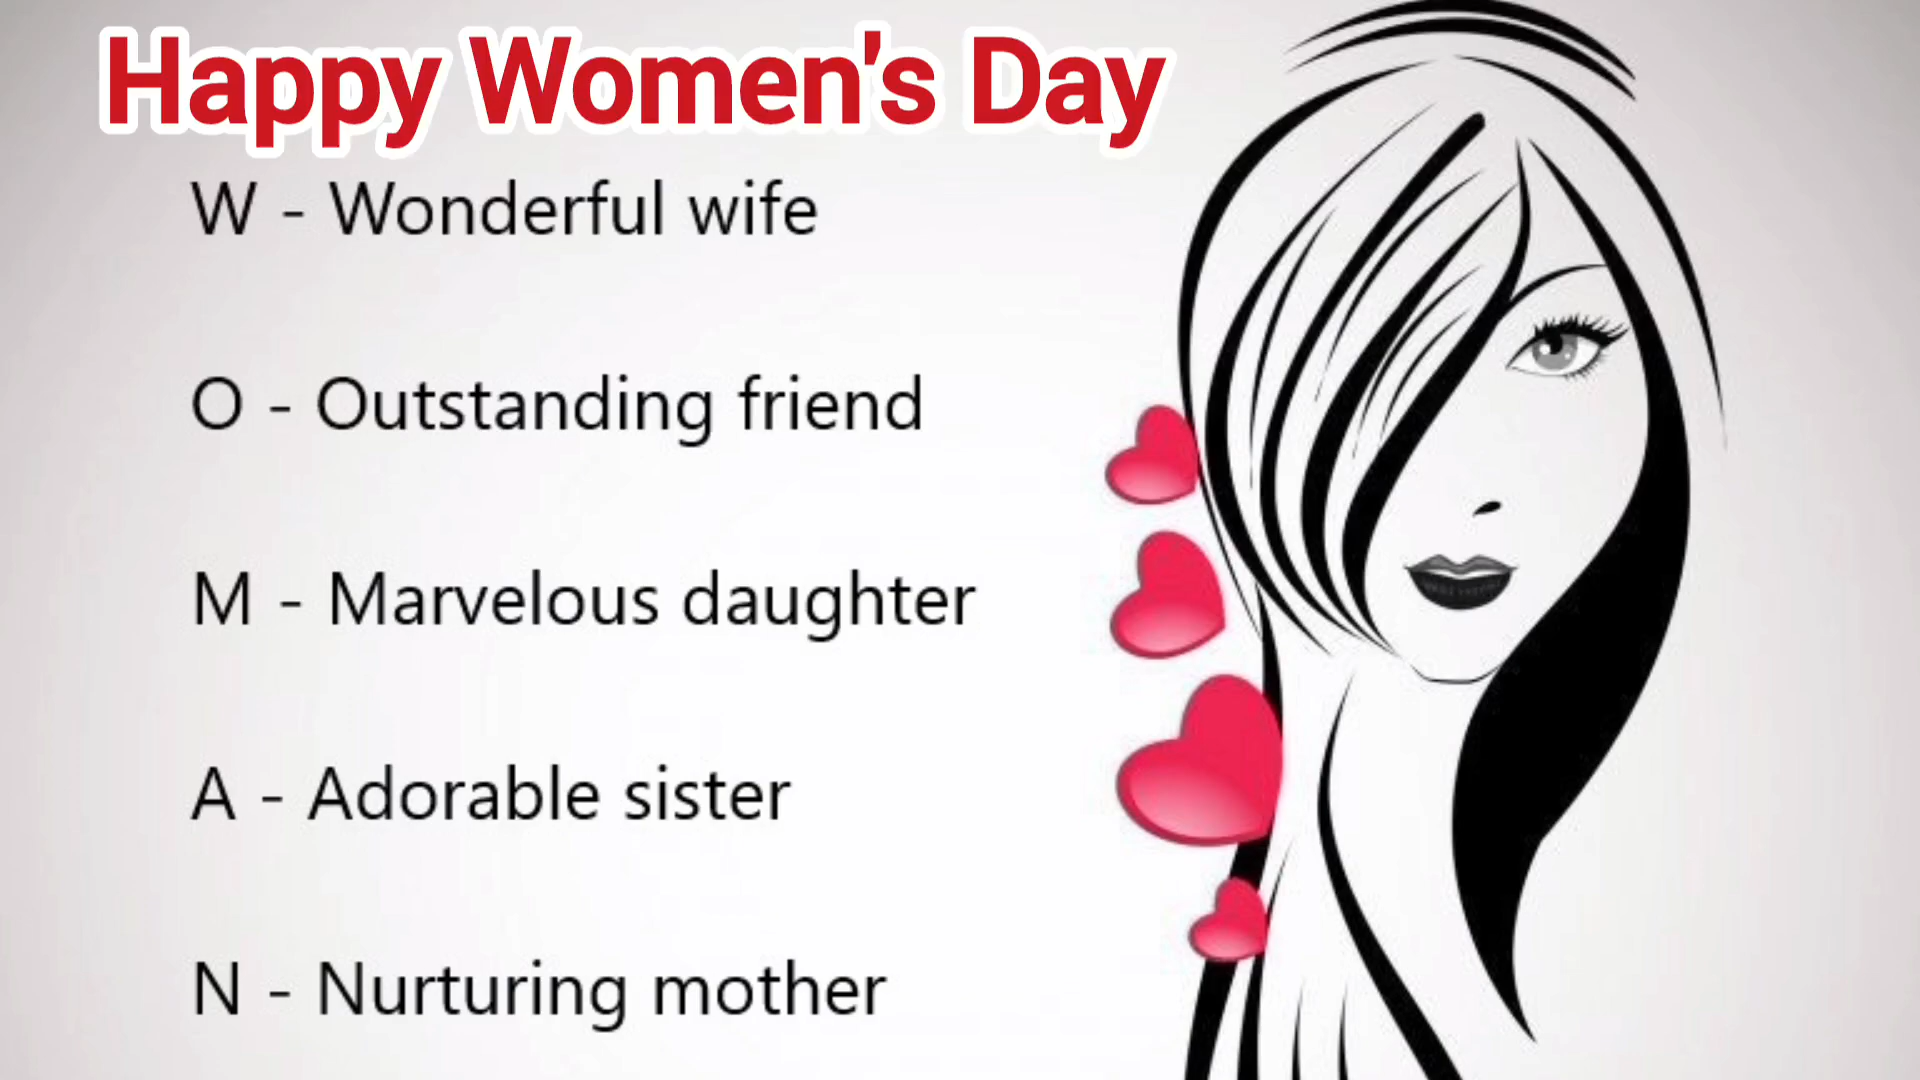 Happy Women's Day
W - Wonderful wife
O - Outstanding friend
M - Marvelous daughter
A - Adorable sister
N - Nurturing mother